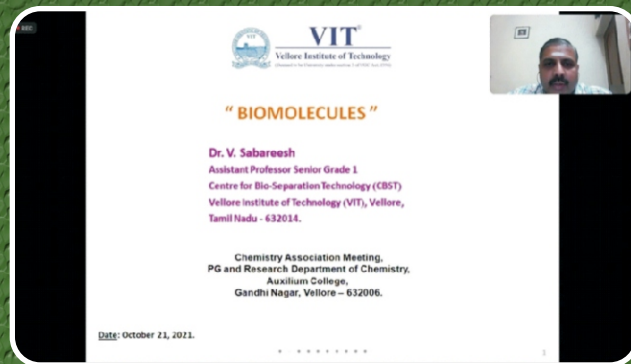 VIT
Vellore Institute of Technology
" BIOMOLECULES "
Dr. V. Sabareesh
Assistant Professor Senior Grade 1
Centre for Bio-Separation Technology (CBST)
Vellore Institute of Technology (VIT), Vellore,
Tamil Nadu - 632014.
Chemistry Association Meeting,
PG and Research Department of Chemistry,
Auxilium College,
Gandhi Nagar, Vellore – 632006.
Date: October 21, 2021.
1